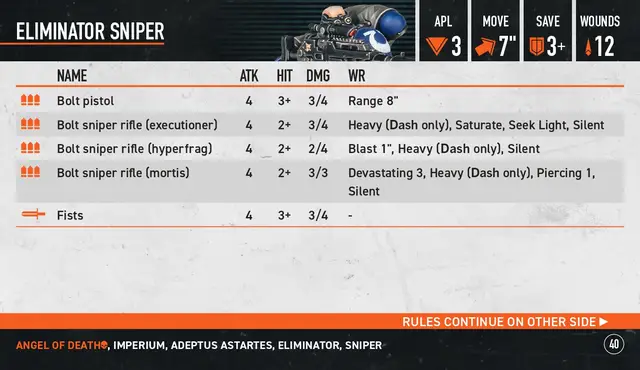 ELIMINATOR SNIPER
APL MOVE SAVE WOUNDS
3 7" 3+ 12
NAME ATK HIT DMG WR
Bolt pistol 4 3+ 3/4 Range 8"
Bolt sniper rifle (executioner) 4 2+ 3/4 Heavy (Dash only), Saturate, Seek Light, Silent
Bolt sniper rifle (hyperfrag) 4 2+ 2/4 Blast 1", Heavy (Dash only), Silent
Bolt sniper rifle (mortis) 4 2+ 3/3 Devastating 3, Heavy (Dash only), Piercing 1,
Silent
Fists 4 3+ 3/4 -
RULES CONTINUE ON OTHER SIDE ▶
ANGEL OF DEATH, IMPERIUM, ADEPTUS ASTARTES, ELIMINATOR, SNIPER
40